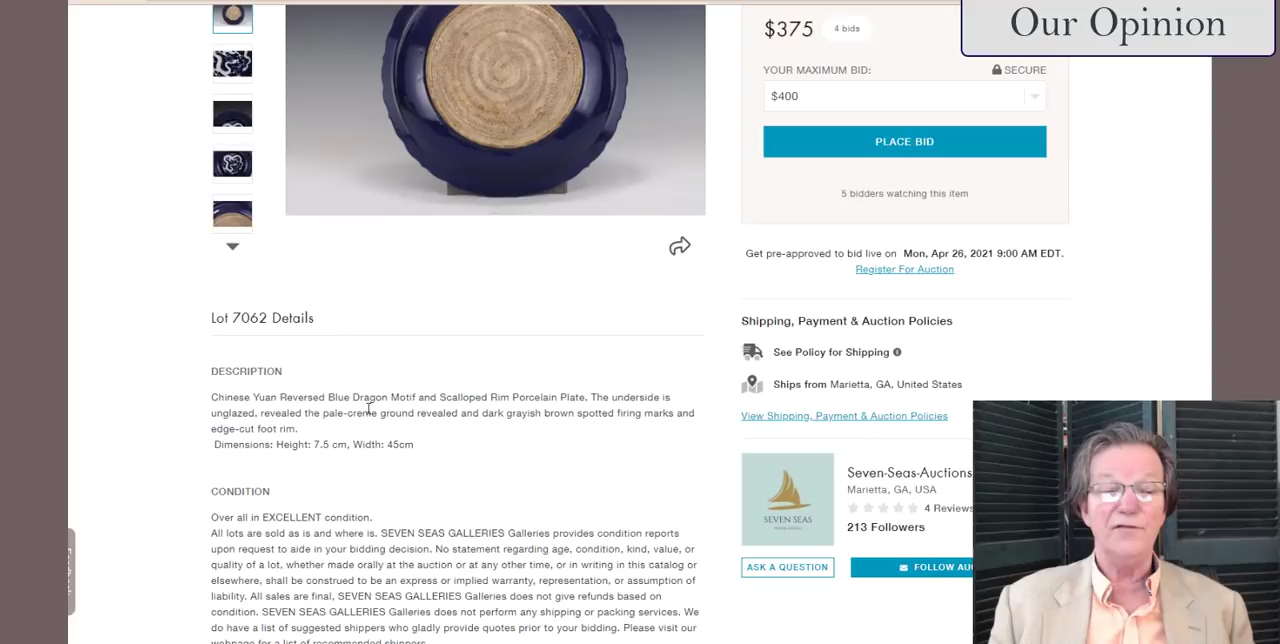 Our Opinion
$375
4 bids
YOUR MAXIMUM BID:
SECURE
$400
PLACE BID
5 bidders watching this item
Get pre-approved to bid live on Mon, Apr 26, 2021 9:00 AM EDT.
Register For Auction
Lot 7062 Details
DESCRIPTION
Chinese Yuan Reversed Blue Dragon Motif and Scalloped Rim Porcelain Plate. The underside is
unglazed, revealed the pale-creme ground revealed and dark grayish brown spotted firing marks and
edge-cut foot rim.
Dimensions: Height: 7.5 cm, Width: 45cm
CONDITION
Over all in EXCELLENT condition.
All lots are sold as is and where is. SEVEN SEAS GALLERIES Galleries provides condition reports
upon request to aide in your bidding decision. No statement regarding age, condition, kind, value, or
quality of a lot, whether made orally at the auction or at any other time, or in writing in this catalog or
elsewhere, shall be construed to be an express or implied warranty, representation, or assumption of
liability. All sales are final, SEVEN SEAS GALLERIES Galleries does not give refunds based on
condition. SEVEN SEAS GALLERIES Galleries does not perform any shipping or packing services. We
do have a list of suggested shippers who gladly provide quotes prior to your bidding. Please visit our
webpage for a list of recommended shippers.
Shipping, Payment & Auction Policies
See Policy for Shipping
Ships from Marietta, GA, United States
View Shipping, Payment & Auction Policies
SEVEN SEAS
Seven-Seas-Auctions
Marietta, GA, USA
4 Reviews
213 Followers
ASK A QUESTION
FOLLOW AUC